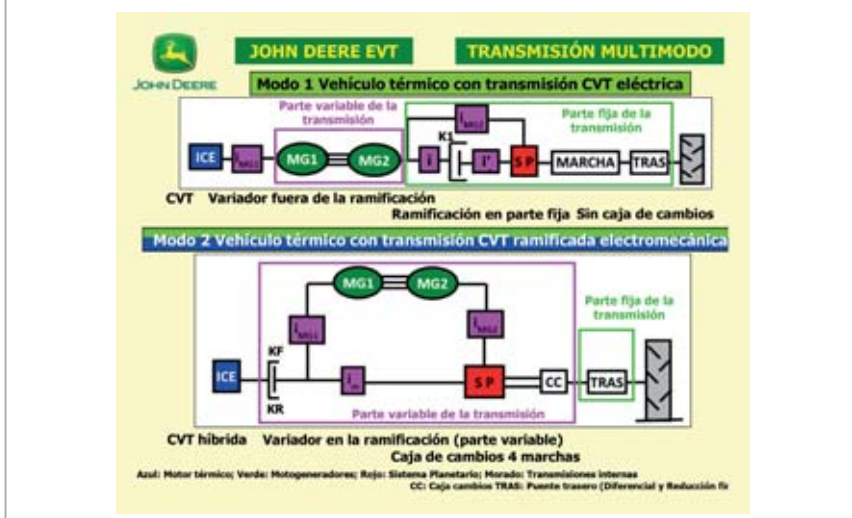 JOHN DEERE
JOHN DEERE EVT
TRANSMISIÓN MULTIMODO
Modo 1 Vehículo térmico con transmisión CVT eléctrica
Parte variable de la
transmisión
Parte fija de la
transmisión
ICE
iMG1
MG1
MG2
iMG2
K1
i
i'
S P
MARCHA
TRAS
CVT Variador fuera de la ramificación
Ramificación en parte fija Sin caja de cambios
Modo 2 Vehículo térmico con transmisión CVT ramificada electromecánica
MG1
MG2
Parte fija de la
transmisión
iMG1
iMG2
KF
ICE
S P
CC
TRAS
KR
Parte variable de la transmisión
CVT híbrida Variador en la ramificación (parte variable)
Caja de cambios 4 marchas
Azul: Motor térmico; Verde: Motogeneradores; Rojo: Sistema Planetario; Morado: Transmisiones internas
CC: Caja cambios TRAS: Puente trasero (Diferencial y Reducción